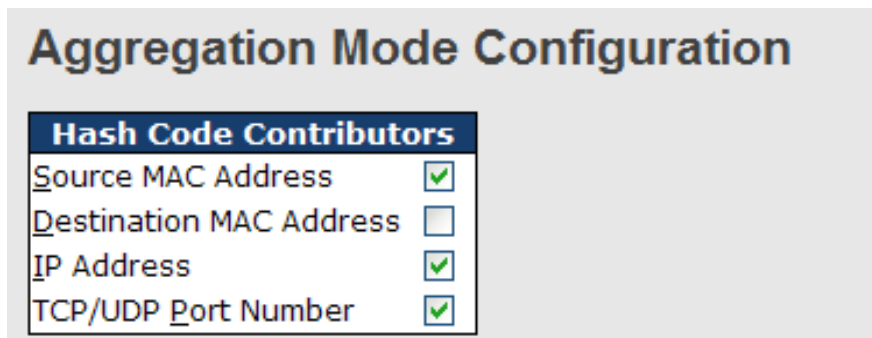 Aggregation Mode Configuration
Hash Code Contributors
Source MAC Address
Destination MAC Address
IP Address
TCP/UDP Port Number